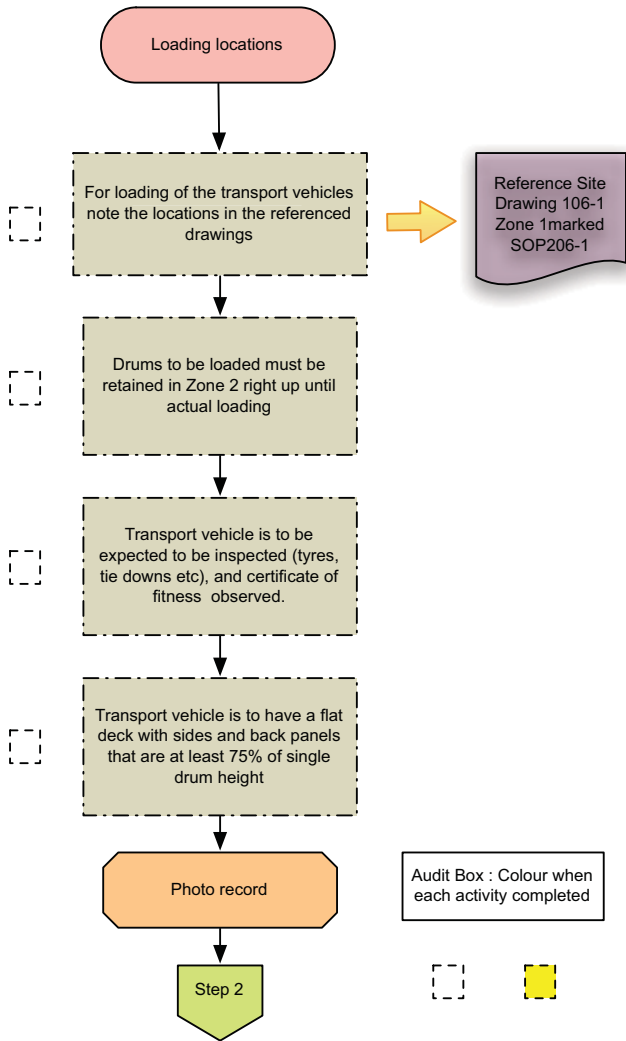 Loading locations
For loading of the transport vehicles
note the locations in the referenced
drawings
Reference Site
Drawing 106-1
Zone 1marked
SOP206-1
Drums to be loaded must be
retained in Zone 2 right up until
actual loading
Transport vehicle is to be
expected to be inspected (tyres,
tie downs etc), and certificate of
fitness observed.
Transport vehicle is to have a flat
deck with sides and back panels
that are at least 75% of single
drum height
Photo record
Audit Box : Colour when
each activity completed
Step 2